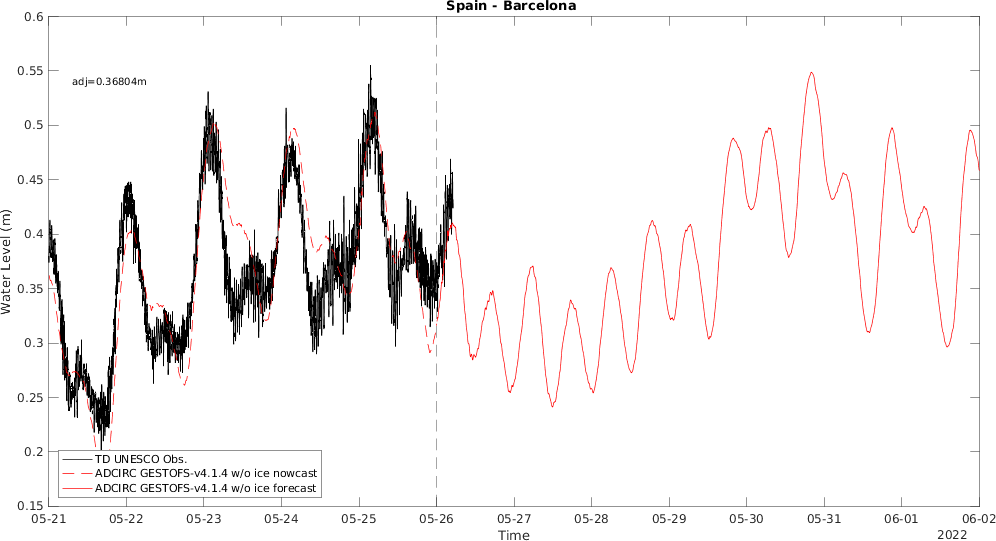 Spain - Barcelona
0.6
0.55
adj=0.36804m
0.5
0.45
0.4
0.35
0.3
0.25
0.2
0.15
Water Level (m)
TD UNESCO Obs.
ADCIRC GESTOFS-v4.1.4 w/o ice nowcast
ADCIRC GESTOFS-v4.1.4 w/o ice forecast
05-21 05-22 05-23 05-24 05-25 05-26 05-27 05-28 05-29 05-30 05-31 06-01 06-02
Time
2022